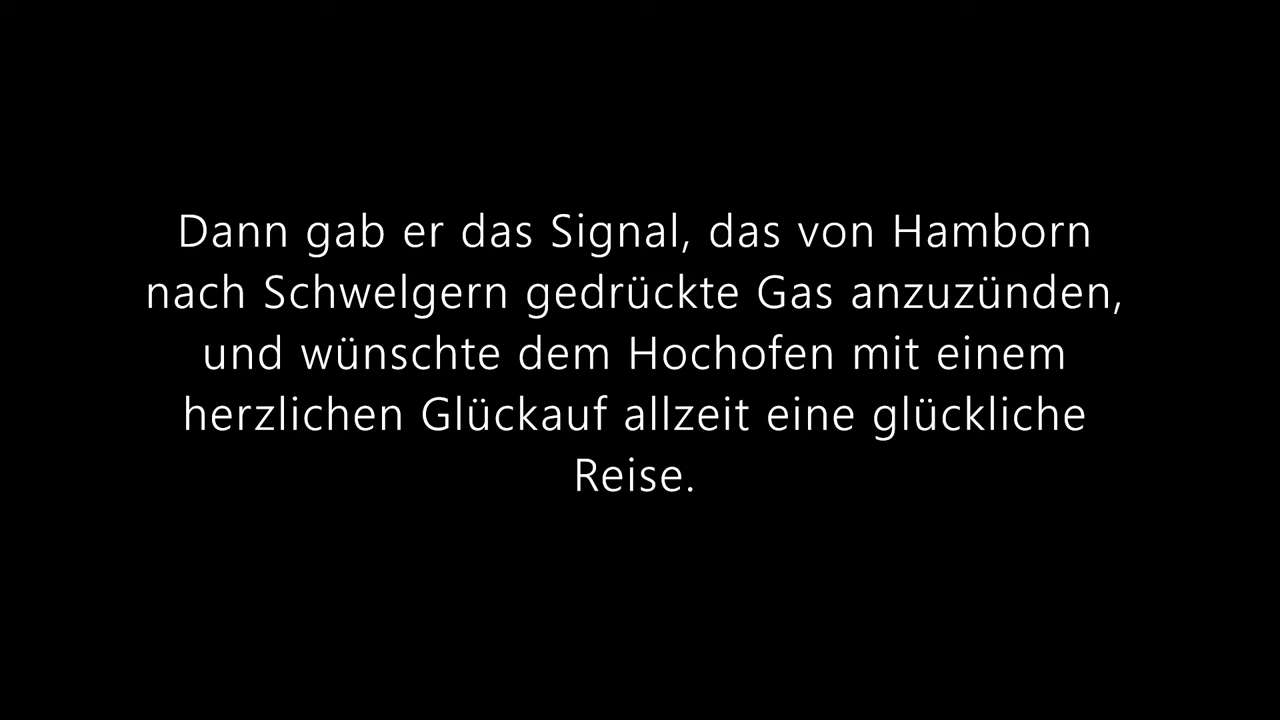 Dann gab er das Signal, das von Hamborn
nach Schwelgern gedrückte Gas anzuzünden,
und wünschte dem Hochofen mit einem
herzlichen Glückauf allzeit eine glückliche
Reise.